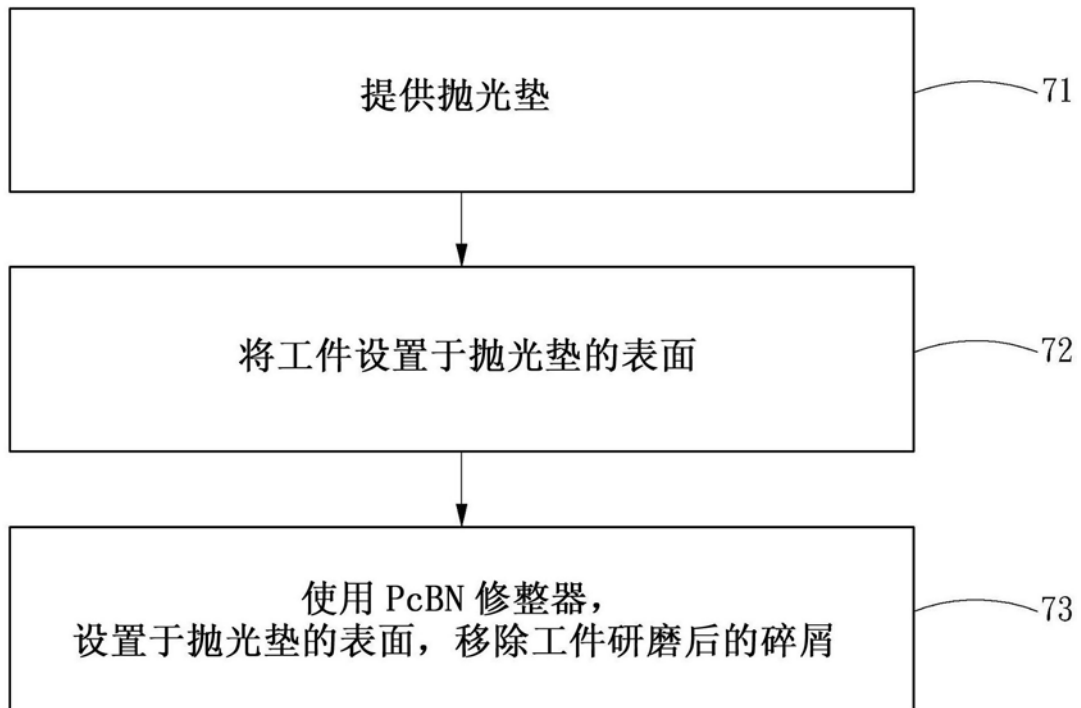 提供抛光垫
71
将工件设置于抛光垫的表面
72
使用 PcBN 修整器,
设置于抛光垫的表面, 移除工件研磨后的碎屑
73